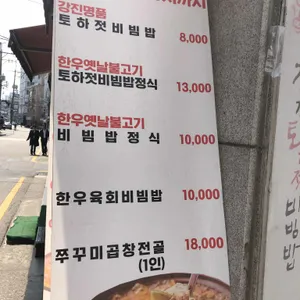 까지
강진명품
토하젓비빔밥 8,000
한우옛날불고기
토하젓비빔밥정식 13,000
한우옛날불고기
비빔밥정식 10,000
한우육회비빔밥 10,000
쭈꾸미곱창전골 18,000
(1인)